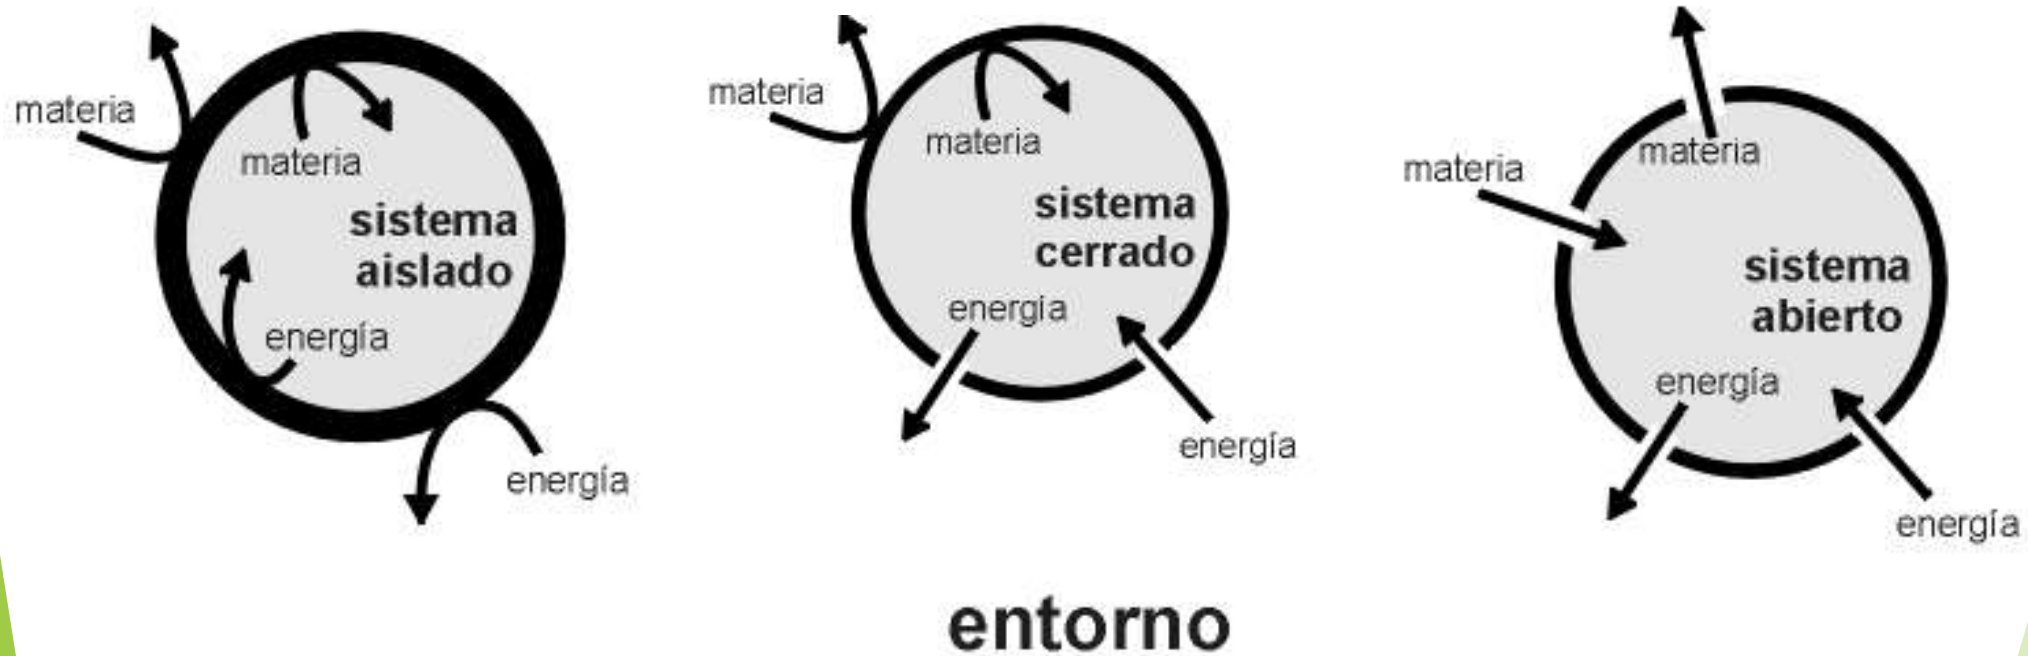 materia
materia
sistema
aislado
energía
energía
materia
materia
sistema
cerrado
energía
energía
materia
materia
sistema
abierto
energía
energía
entorno